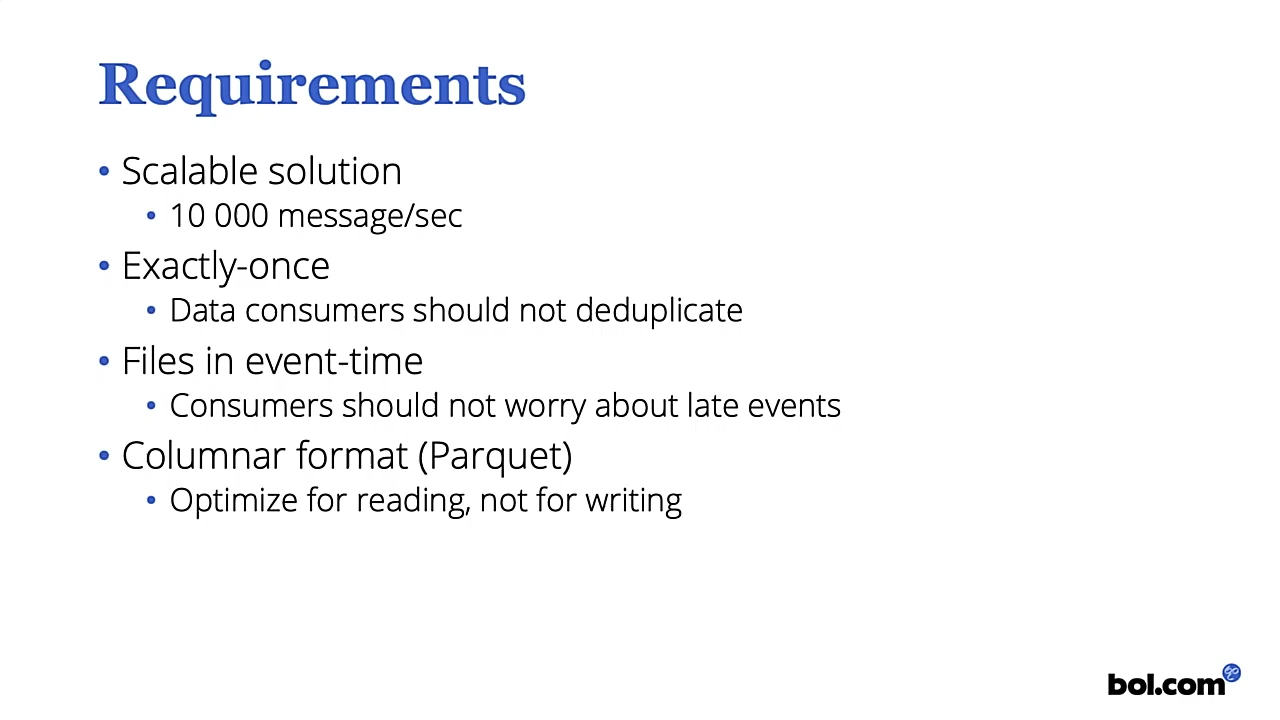 Requirements
• Scalable solution
• 10 000 message/sec
• Exactly-once
• Data consumers should not deduplicate
• Files in event-time
• Consumers should not worry about late events
• Columnar format (Parquet)
• Optimize for reading, not for writing
bol.com